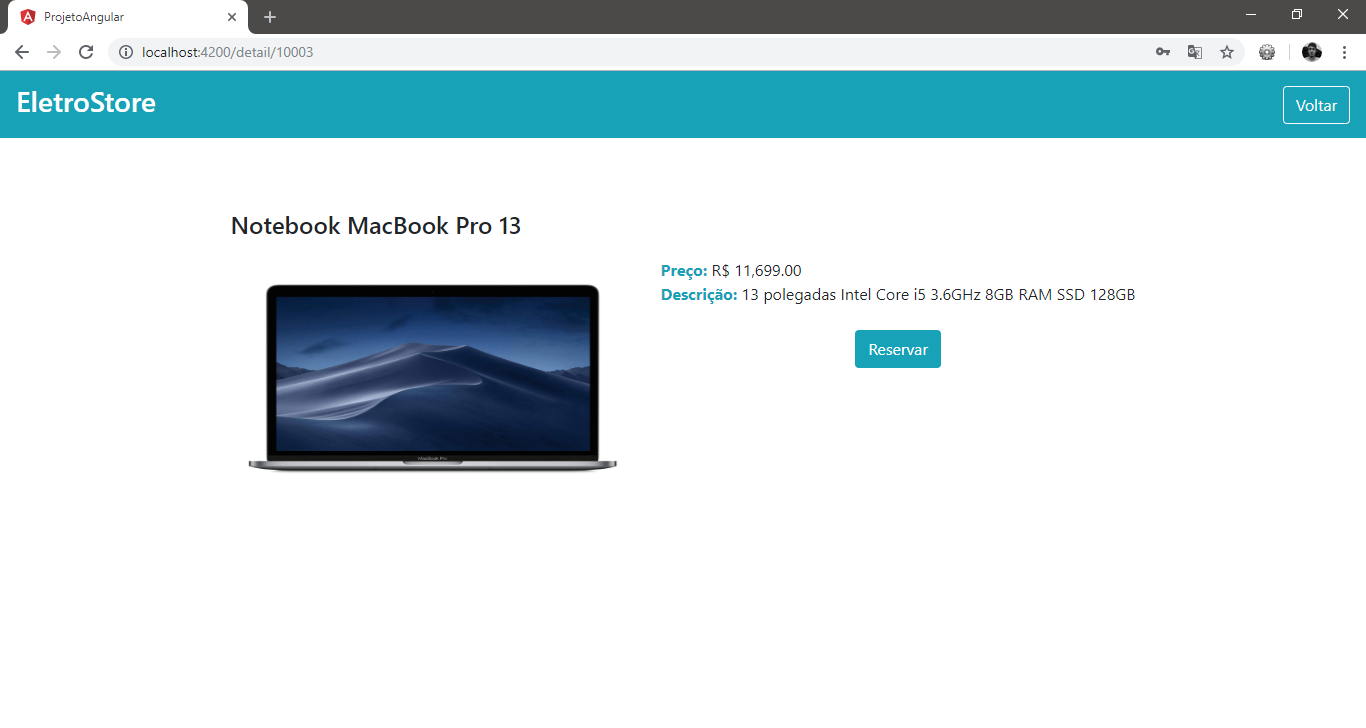 ProjetoAngular
localhost:4200/detail/10003
EletroStore
Voltar
Notebook MacBook Pro 13
Preço: R$ 11,699.00
Descrição: 13 polegadas Intel Core i5 3.6GHz 8GB RAM SSD 128GB
Reservar
MacBook Pro